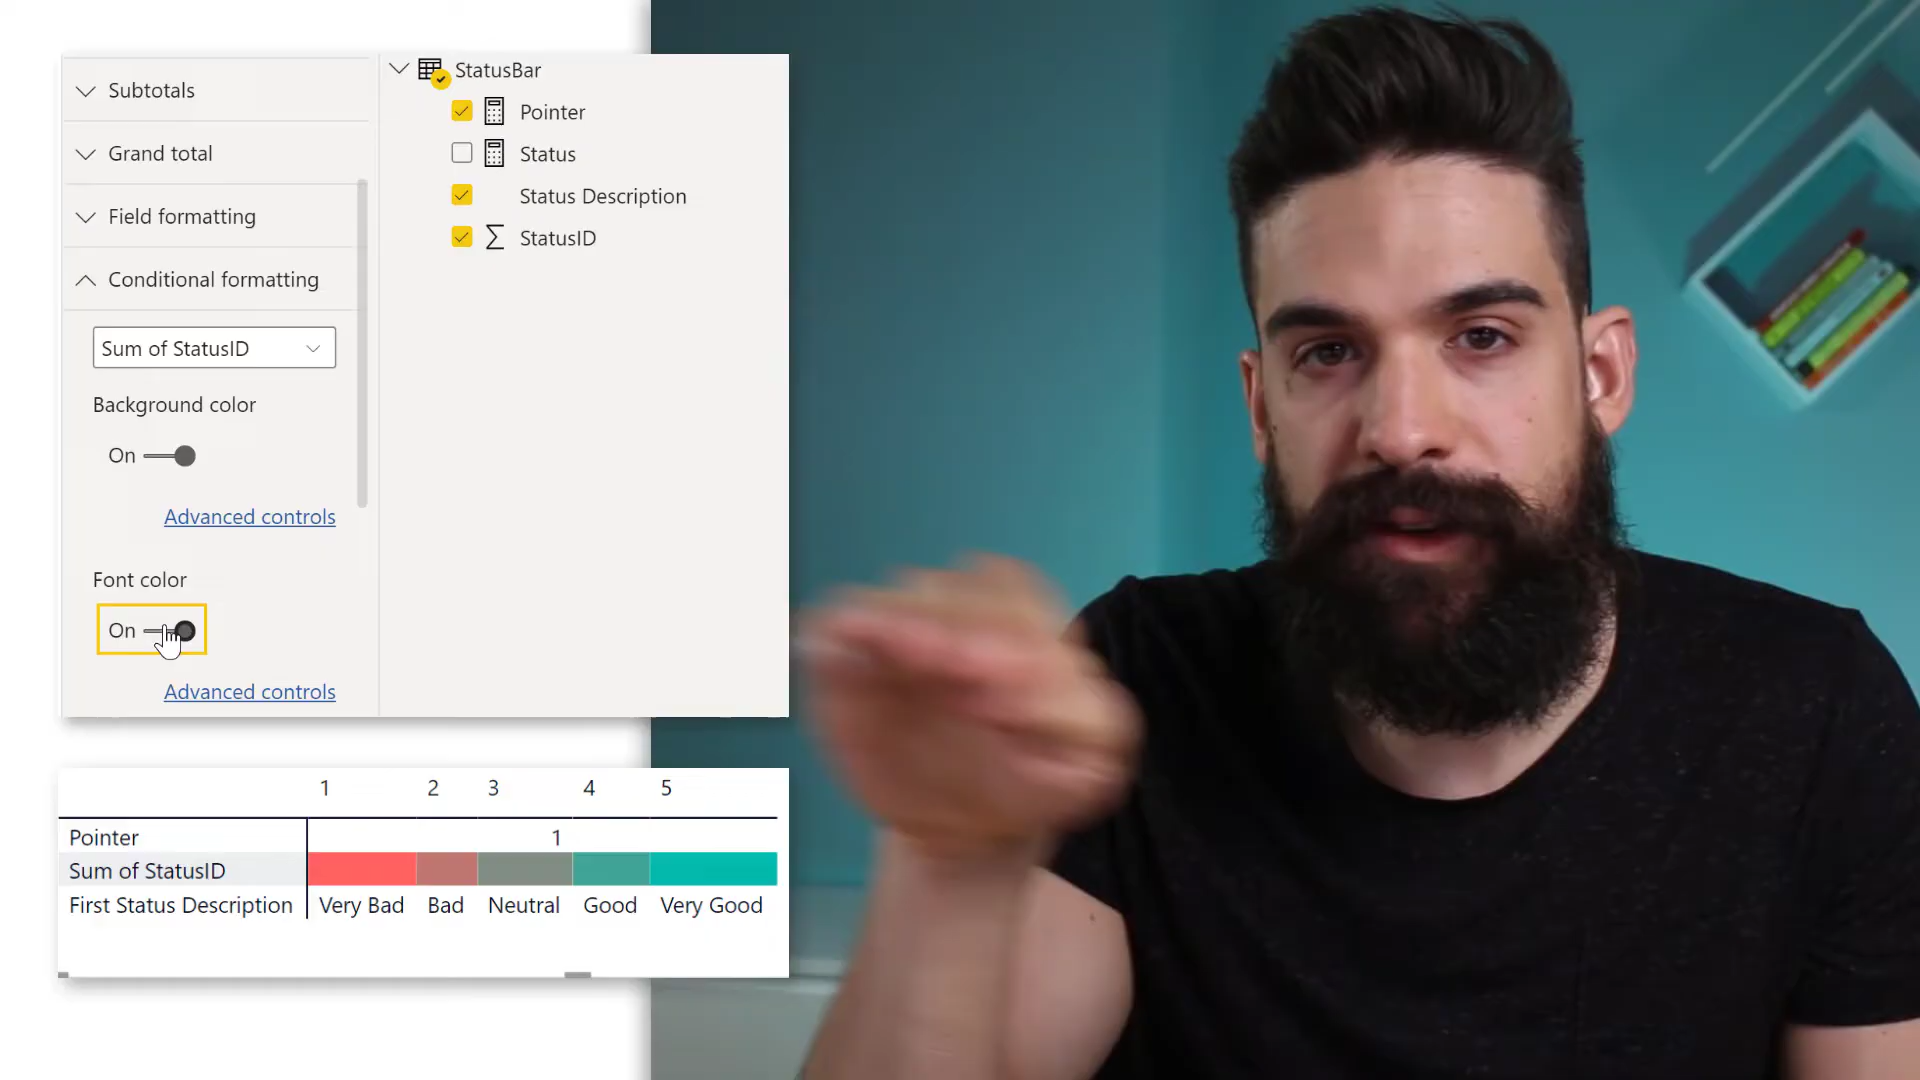 Subtotals
Grand total
Field formatting
Conditional formatting
Sum of StatusID
Background color
On
Advanced controls
Font color
On
Advanced controls
StatusBar
Pointer
Status
Status Description
StatusID
1 2 3 4 5
Pointer 1
Sum of StatusID
First Status Description Very Bad Bad Neutral Good Very Good